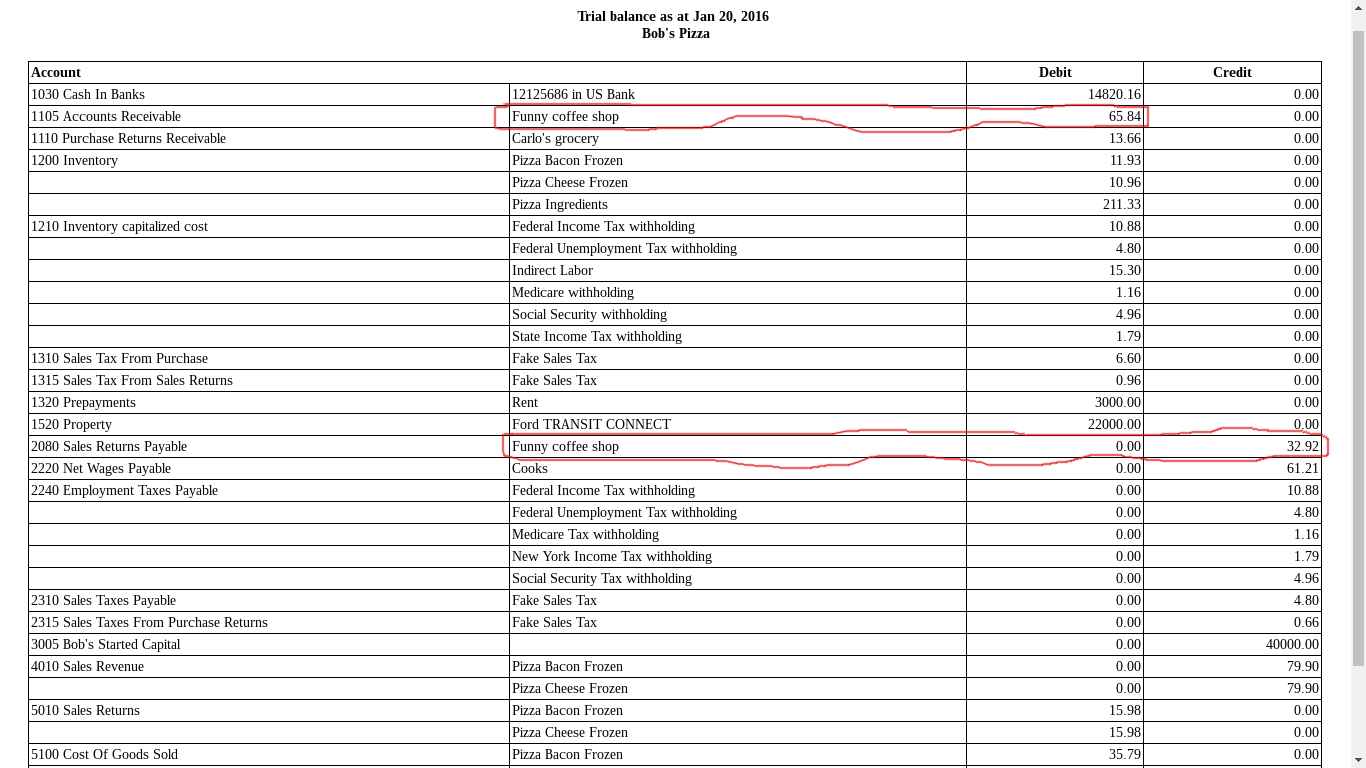 Trial balance as at Jan 20, 2016
Bob's Pizza
Account Debit Credit
1030 Cash In Banks 12125686 in US Bank 14820.16 0.00
1105 Accounts Receivable Funny coffee shop 65.84 0.00
1110 Purchase Returns Receivable Carlo's grocery 13.66 0.00
1200 Inventory Pizza Bacon Frozen 11.93 0.00
Pizza Cheese Frozen 10.96 0.00
Pizza Ingredients 211.33 0.00
1210 Inventory capitalized cost Federal Income Tax withholding 10.88 0.00
Federal Unemployment Tax withholding 4.80 0.00
Indirect Labor 15.30 0.00
Medicare withholding 1.16 0.00
Social Security withholding 4.96 0.00
State Income Tax withholding 1.79 0.00
1310 Sales Tax From Purchase Fake Sales Tax 6.60 0.00
1315 Sales Tax From Sales Returns Fake Sales Tax 0.96 0.00
1320 Prepayments Rent 3000.00 0.00
1520 Property Ford TRANSIT CONNECT 22000.00 0.00
2080 Sales Returns Payable Funny coffee shop 0.00 32.92
2220 Net Wages Payable Cooks 0.00 61.21
2240 Employment Taxes Payable Federal Income Tax withholding 0.00 10.88
Federal Unemployment Tax withholding 0.00 4.80
Medicare Tax withholding 0.00 1.16
New York Income Tax withholding 0.00 1.79
Social Security Tax withholding 0.00 4.96
2310 Sales Taxes Payable Fake Sales Tax 0.00 4.80
2315 Sales Taxes From Purchase Returns Fake Sales Tax 0.00 0.66
3005 Bob's Started Capital 0.00 40000.00
4010 Sales Revenue Pizza Bacon Frozen 0.00 79.90
Pizza Cheese Frozen 0.00 79.90
5010 Sales Returns Pizza Bacon Frozen 15.98 0.00
Pizza Cheese Frozen 15.98 0.00
5100 Cost Of Goods Sold Pizza Bacon Frozen 35.79 0.00